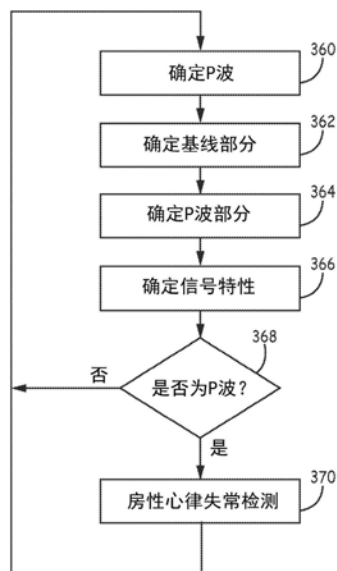 确定P波
360
确定基线部分
362
确定P波部分
364
确定信号特性
366
是否为P波？
368
否
是
房性心律失常检测
370